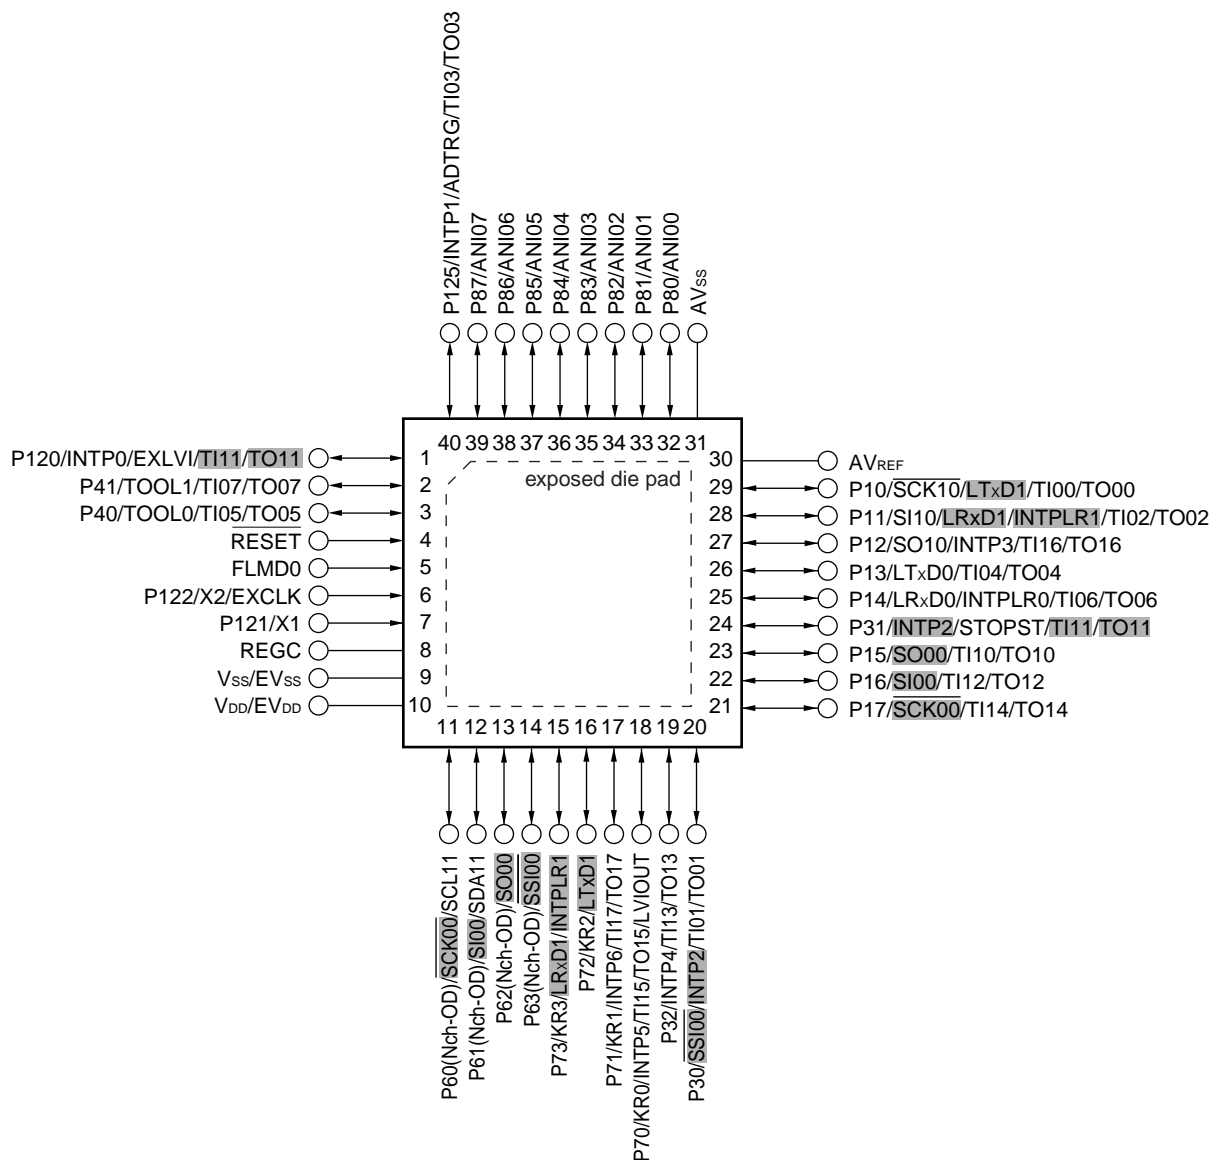 P125/INTP1/ADTRG/TI03/TO03
P87/ANI07
P86/ANI06
P85/ANI05
P84/ANI04
P83/ANI03
P82/ANI02
P81/ANI01
P80/ANI00
AVSS
40 39 38 37 36 35 34 33 32 31
exposed die pad
P120/INTP0/EXLVI/TI11/TO11 1
P41/TOOL1/TI07/TO07 2
P40/TOOL0/TI05/TO05 3
RESET 4
FLMD0 5
P122/X2/EXCLK 6
P121/X1 7
REGC 8
VSS/EVSS 9
VDD/EVDD 10
30 AVREF
29 P10/SCK10/LTxD1/TI00/TO00
28 P11/SI10/LRxD1/INTPLR1/TI02/TO02
27 P12/SO10/INTP3/TI16/TO16
26 P13/LTxD0/TI04/TO04
25 P14/LRxD0/INTPLR0/TI06/TO06
24 P31/INTP2/STOPST/TI11/TO11
23 P15/SO00/TI10/TO10
22 P16/SI00/TI12/TO12
21 P17/SCK00/TI14/TO14
11 12 13 14 15 16 17 18 19 20
P60(Nch-OD)/SCK00/SCL11
P61(Nch-OD)/SI00/SDA11
P62(Nch-OD)/SO00
P63(Nch-OD)/SSI00
P73/KR3/LRxD1/INTPLR1
P72/KR2/LTxD1
P71/KR1/INTP6/TI17/TO17
P70/KR0/INTP5/TI15/TO15/LVIOUT
P32/INTP4/TI13/TO13
P30/SSI00/INTP2/TI01/TO01